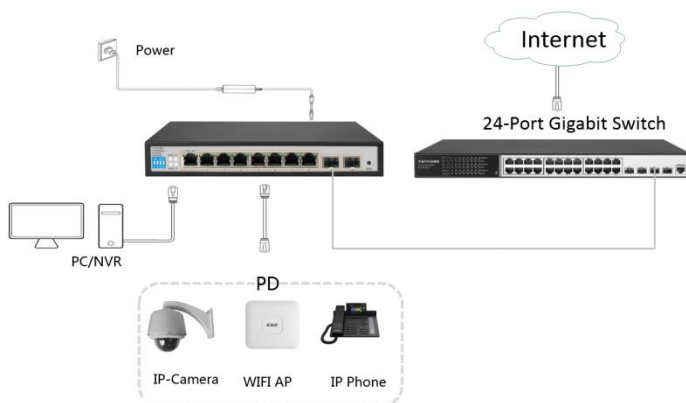 Power
Internet
24-Port Gigabit Switch
PC/NVR
PD
IP-Camera
WIFI AP
IP Phone